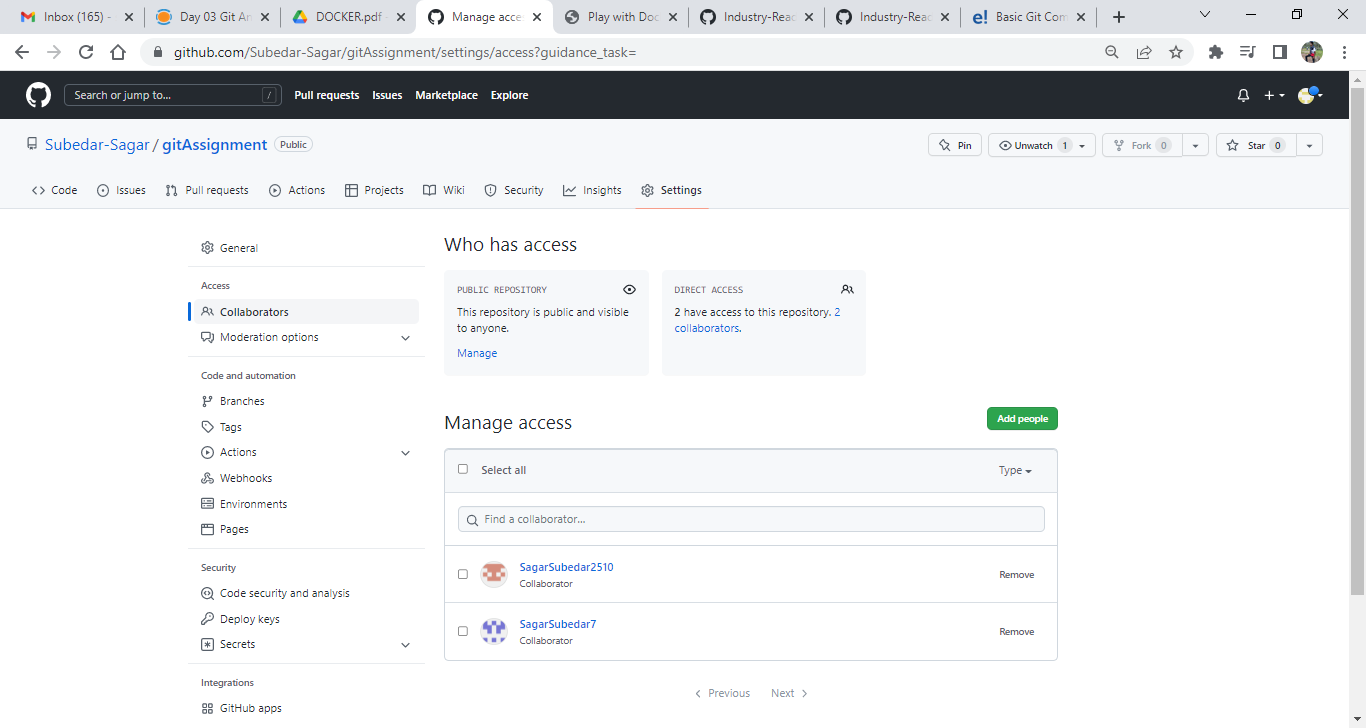 Inbox (165) -
Day 03 Git An
DOCKER.pdf -
Manage acce
Play with Doc
Industry-Read
Industry-Read
Basic Git Com
github.com/Subedar-Sagar/gitAssignment/settings/access?guidance_task=
Search or jump to...
/
Pull requests
Issues
Marketplace
Explore
Subedar-Sagar / gitAssignment
Public
Pin
Unwatch 1
Fork 0
Star 0
Code
Issues
Pull requests
Actions
Projects
Wiki
Security
Insights
Settings
General
Access
Collaborators
Moderation options
Code and automation
Branches
Tags
Actions
Webhooks
Environments
Pages
Security
Code security and analysis
Deploy keys
Secrets
Integrations
GitHub apps
Who has access
PUBLIC REPOSITORY
This repository is public and visible
to anyone.
Manage
DIRECT ACCESS
2 have access to this repository. 2
collaborators.
Manage access
Add people
Select all
Type
Find a collaborator...
SagarSubedar2510
Collaborator
Remove
SagarSubedar7
Collaborator
Remove
Previous
Next